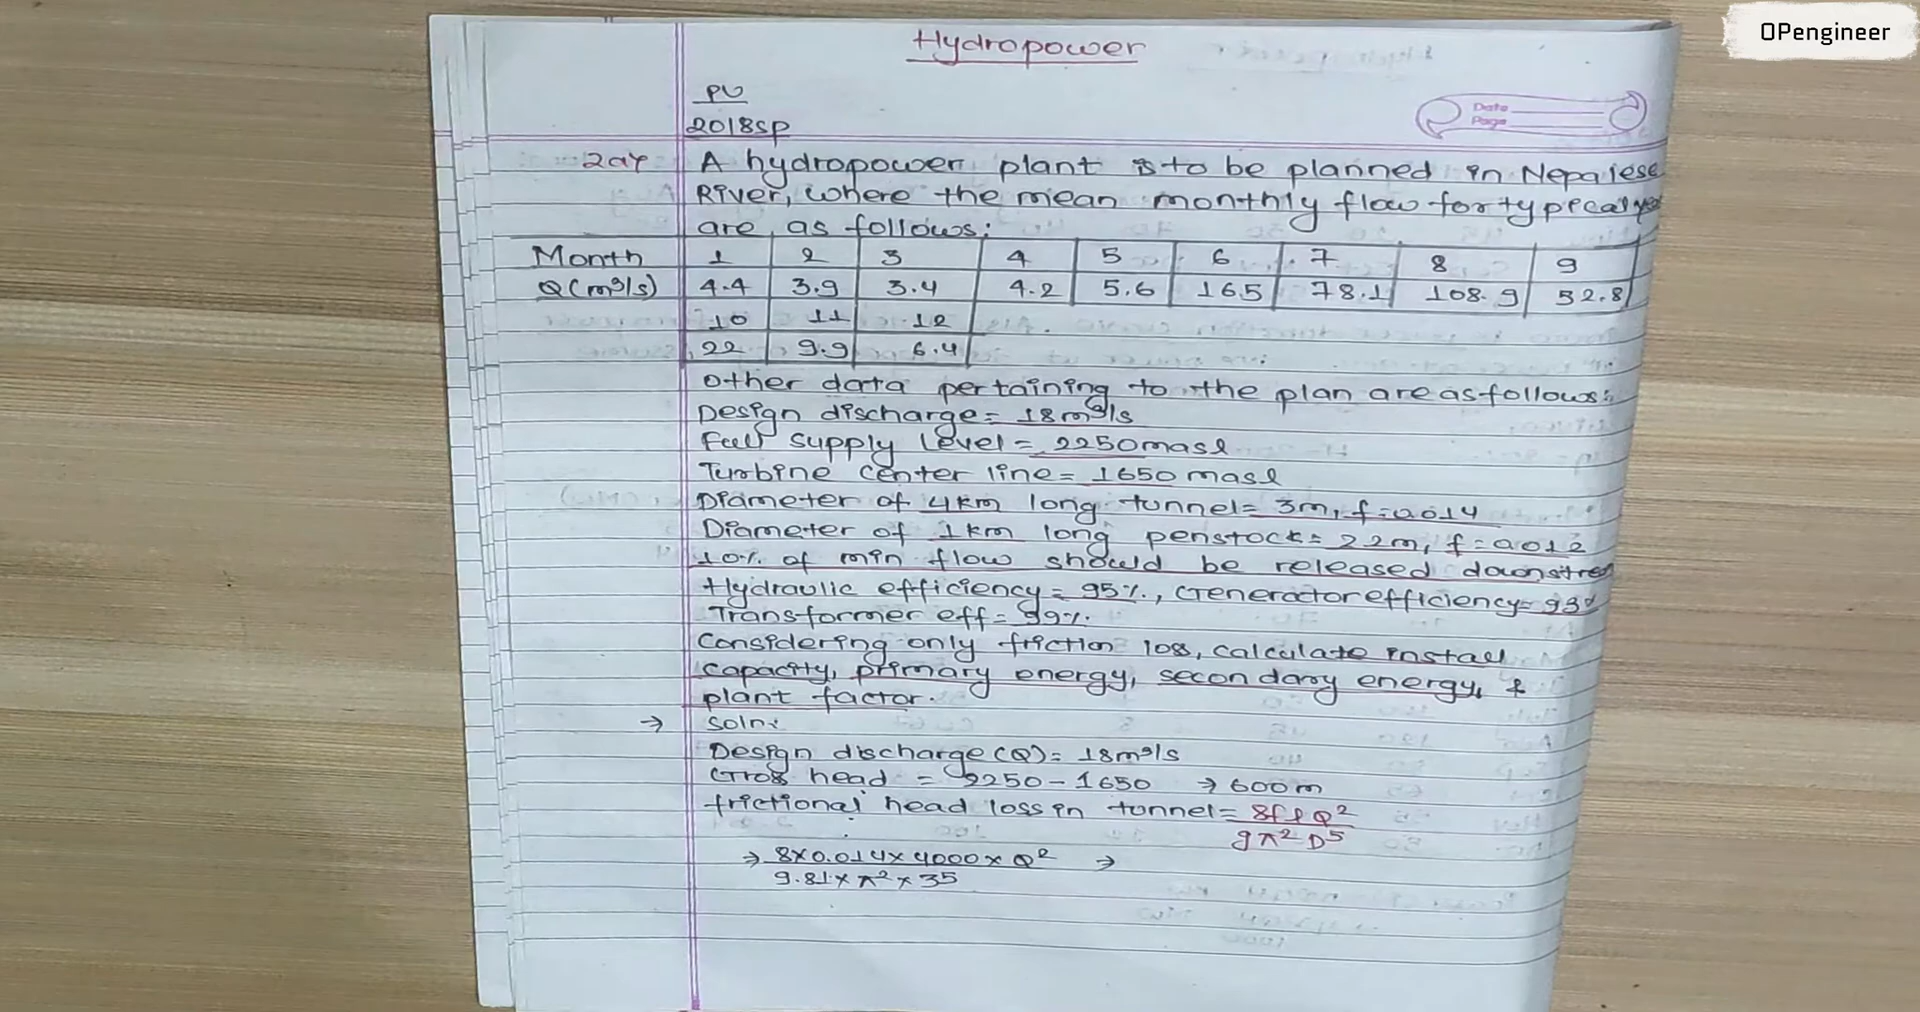 OPengineer
Hydropower
PU
2018sp
Date
Page
2a> A hydropower plant is to be planned in Nepalese
River, where the mean monthly flow for typical year
are as follows:
Month 1 2 3 4 5 6 7 8 9
Q(m³/s) 4.4 3.9 3.4 4.2 5.6 16.5 78.1 108.9 52.8
10 11 12
22 9.9 6.4
Other data pertaining to the plan are as follows:
Design discharge = 18m³/s
Full supply level = 2250masl
Turbine center line = 1650 masl
Diameter of 4km long tunnel = 3m, f=0.014
Diameter of 1km long penstock = 2.2m, f=0.012
10% of min flow should be released downstream
Hydraulic efficiency = 95%, Generator efficiency = 93%
Transformer eff = 99%.
Considering only friction loss, calculate install
capacity, primary energy, secondary energy, &
plant factor.
→ Soln:
Design discharge (Q) = 18m³/s
Gross head = 2250 - 1650 → 600m
frictional head loss in tunnel = 8flQ²
gπ²D⁵
→ 8×0.014×4000×Q² →
9.81×π²×3⁵